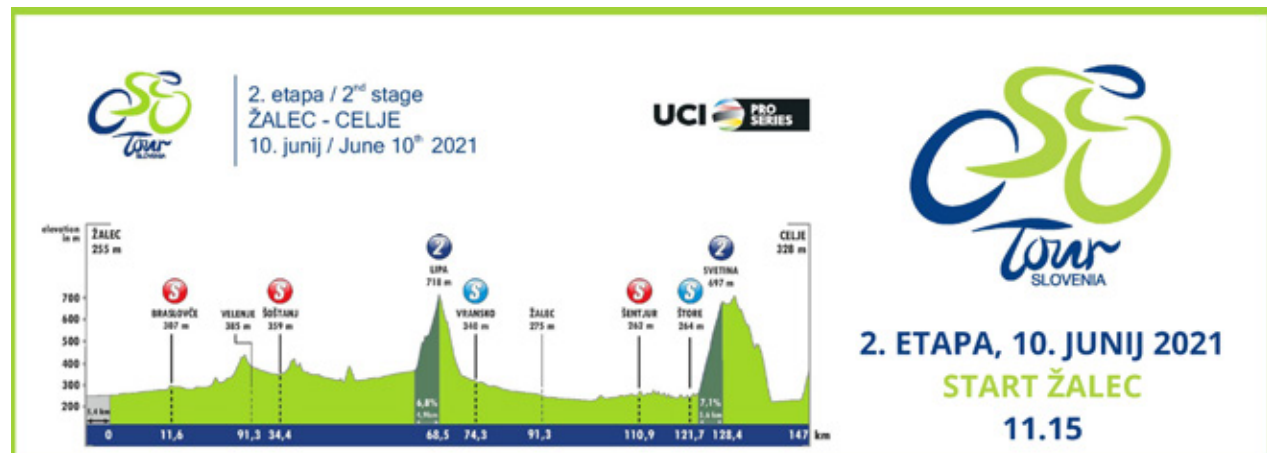 2. etapa / 2nd stage
ŽALEC - CELJE
10. junij / June 10th 2021
Tour
SLOVENIA
UCI PRO
SERIES
elevation
in m
ŽALEC
255 m
CELJE
328 m
2
LIPA
718 m
2
SVETINA
697 m
S
BRASLOVČE
307 m
VELENJE
385 m
S
ŠOŠTANJ
359 m
S
VRANSKO
340 m
ŽALEC
275 m
S
ŠENTJUR
263 m
S
ŠTORE
264 m
700
600
500
400
300
200
6,8%
7,1%
0 11,6 91,3 34,4 68,5 74,3 91,3 110,9 121,7 128,4 147 km
Tour
SLOVENIA
2. ETAPA, 10. JUNIJ 2021
START ŽALEC
11.15